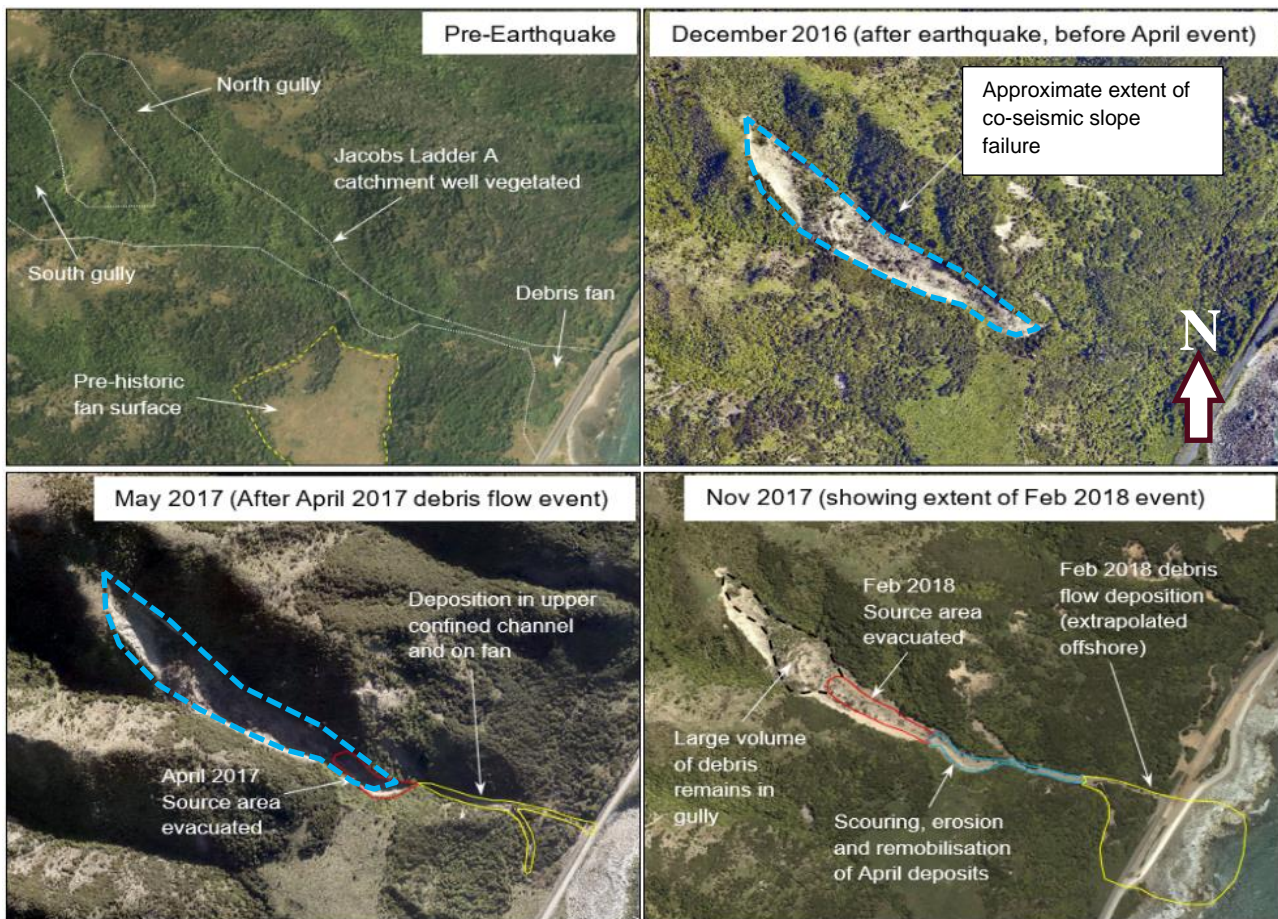 Pre-Earthquake
North gully
Jacobs Ladder A
catchment well vegetated
South gully
Debris fan
Pre-historic
fan surface
December 2016 (after earthquake, before April event)
Approximate extent of
co-seismic slope
failure
N
May 2017 (After April 2017 debris flow event)
Deposition in upper
confined channel
and on fan
April 2017
Source area
evacuated
Nov 2017 (showing extent of Feb 2018 event)
Feb 2018
Source area
evacuated
Feb 2018 debris
flow deposition
(extrapolated
offshore)
Large volume
of debris
remains in
gully
Scouring, erosion
and remobilisation
of April deposits